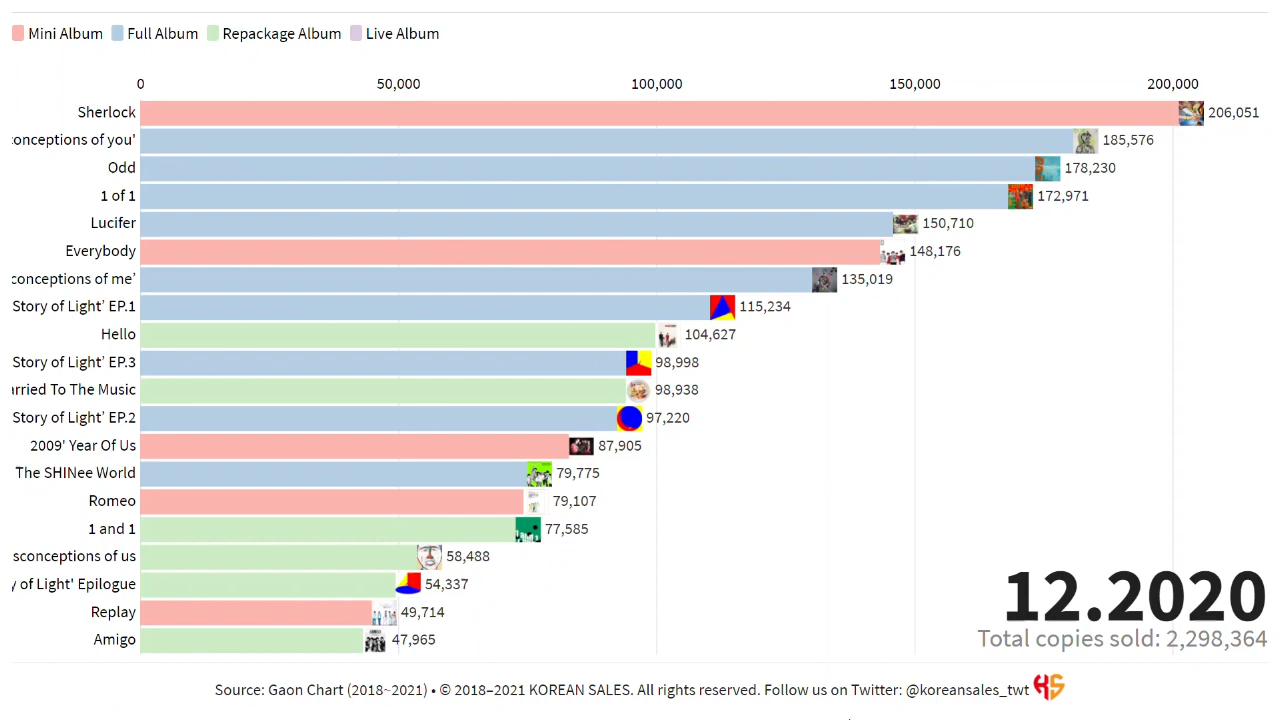 Mini Album Full Album Repackage Album Live Album
0 50,000 100,000 150,000 200,000
Sherlock 206,051
conceptions of you' 185,576
Odd 178,230
1 of 1 172,971
Lucifer 150,710
Everybody 148,176
conceptions of me’ 135,019
Story of Light’ EP.1 115,234
Hello 104,627
Story of Light’ EP.3 98,998
arried To The Music 98,938
Story of Light’ EP.2 97,220
2009' Year Of Us 87,905
The SHINee World 79,775
Romeo 79,107
1 and 1 77,585
sconceptions of us 58,488
y of Light' Epilogue 54,337
Replay 49,714
Amigo 47,965
12.2020
Total copies sold: 2,298,364
Source: Gaon Chart (2018~2021) • © 2018–2021 KOREAN SALES. All rights reserved. Follow us on Twitter: @koreansales_twt KS